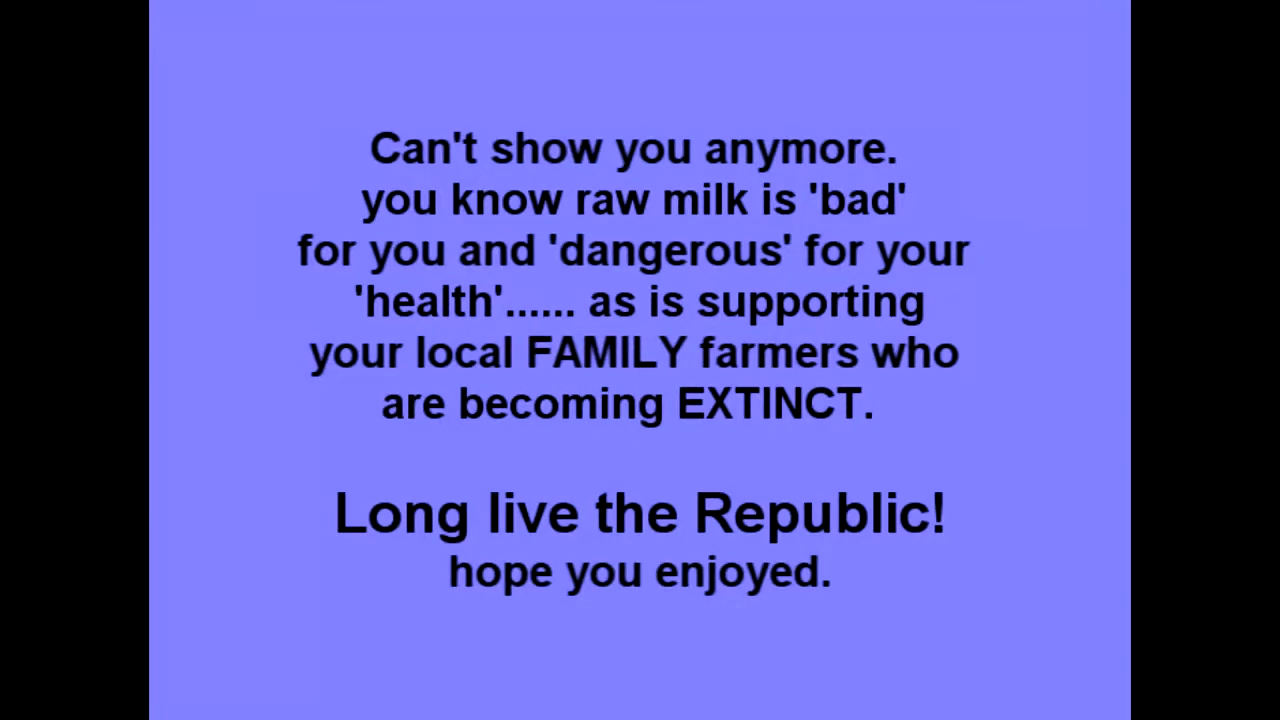 Can't show you anymore.
you know raw milk is 'bad'
for you and 'dangerous' for your
'health'...... as is supporting
your local FAMILY farmers who
are becoming EXTINCT.
Long live the Republic!
hope you enjoyed.